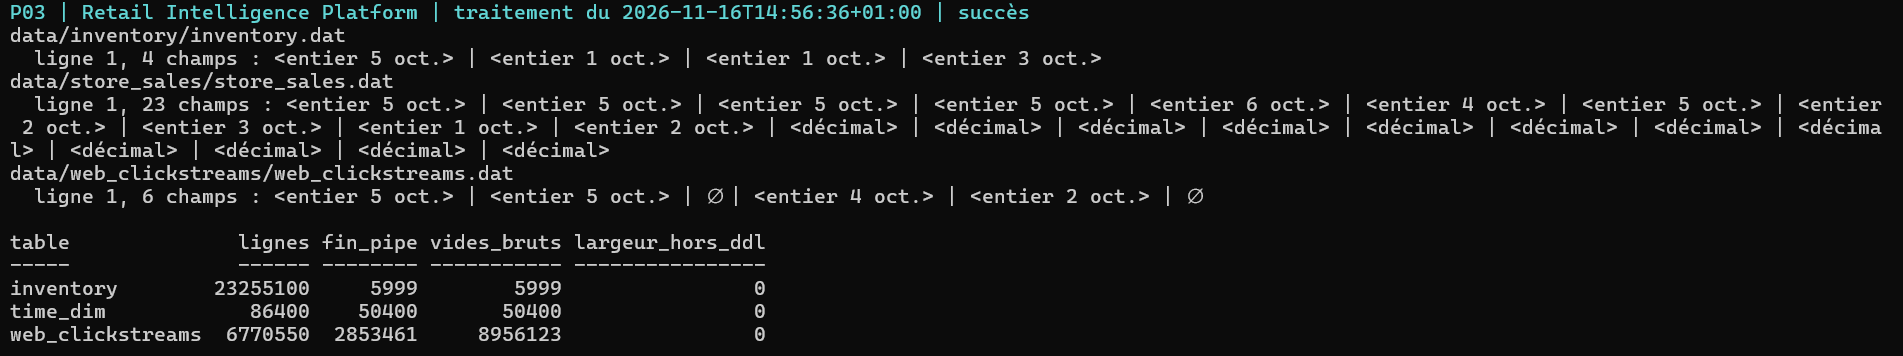 P03 | Retail Intelligence Platform | traitement du 2026-11-16T14:56:36+01:00 | succès
data/inventory/inventory.dat
  ligne 1, 4 champs : <entier 5 oct.> | <entier 1 oct.> | <entier 1 oct.> | <entier 3 oct.>
data/store_sales/store_sales.dat
  ligne 1, 23 champs : <entier 5 oct.> | <entier 5 oct.> | <entier 5 oct.> | <entier 5 oct.> | <entier 6 oct.> | <entier 4 oct.> | <entier 5 oct.> | <entier
 2 oct.> | <entier 3 oct.> | <entier 1 oct.> | <entier 2 oct.> | <décimal> | <décimal> | <décimal> | <décimal> | <décimal> | <décimal> | <décimal> | <décima
l> | <décimal> | <décimal> | <décimal> | <décimal>
data/web_clickstreams/web_clickstreams.dat
  ligne 1, 6 champs : <entier 5 oct.> | <entier 5 oct.> | ∅ | <entier 4 oct.> | <entier 2 oct.> | ∅

table              lignes fin_pipe vides_bruts largeur_hors_ddl
-----              ------ -------- ----------- ----------------
inventory        23255100     5999        5999                0
time_dim            86400    50400       50400                0
web_clickstreams  6770550  2853461     8956123                0